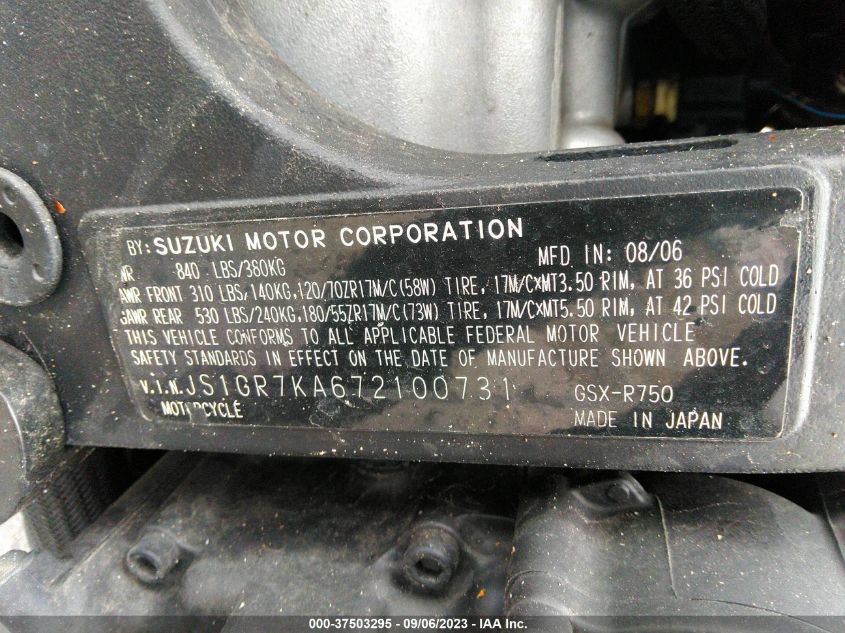 BY: SUZUKI MOTOR CORPORATION MFD. IN: 08/06
840 LBS/380KG
FRONT 310 LBS/140KG,120/70ZR17M/C(58W) TIRE, 17M/C×MT3.50 RIM, AT 36 PSI COLD
GAWR REAR 530 LBS/240KG,180/55ZR17M/C(73W) TIRE, 17M/C×MT5.50 RIM, AT 42 PSI COLD
THIS VEHICLE CONFORMS TO ALL APPLICABLE FEDERAL MOTOR VEHICLE
SAFETY STANDARDS IN EFFECT ON THE DATE OF MANUFACTURE SHOWN ABOVE.
V.I.N. JS1GR7KA672100731 GSX-R750
MOTORCYCLE MADE IN JAPAN
000-37503295 - 09/06/2023 - IAA Inc.